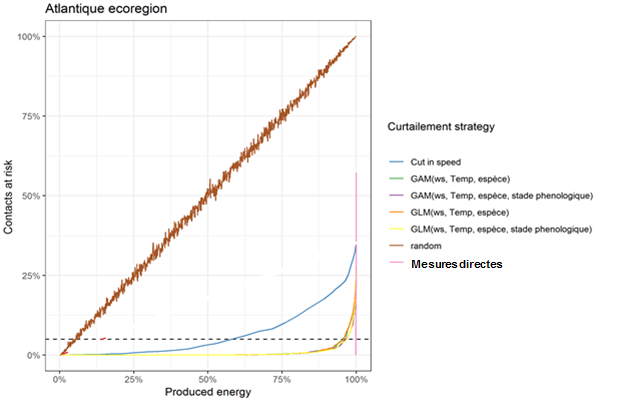 Atlantique ecoregion
100%
75%
50%
25%
0%
Contacts at risk
0%
25%
50%
75%
100%
Produced energy
Curtailement strategy
Cut in speed
GAM(ws, Temp, espèce)
GAM(ws, Temp, espèce, stade phenologique)
GLM(ws, Temp, espèce)
GLM(ws, Temp, espèce, stade phenologique)
random
Mesures directes